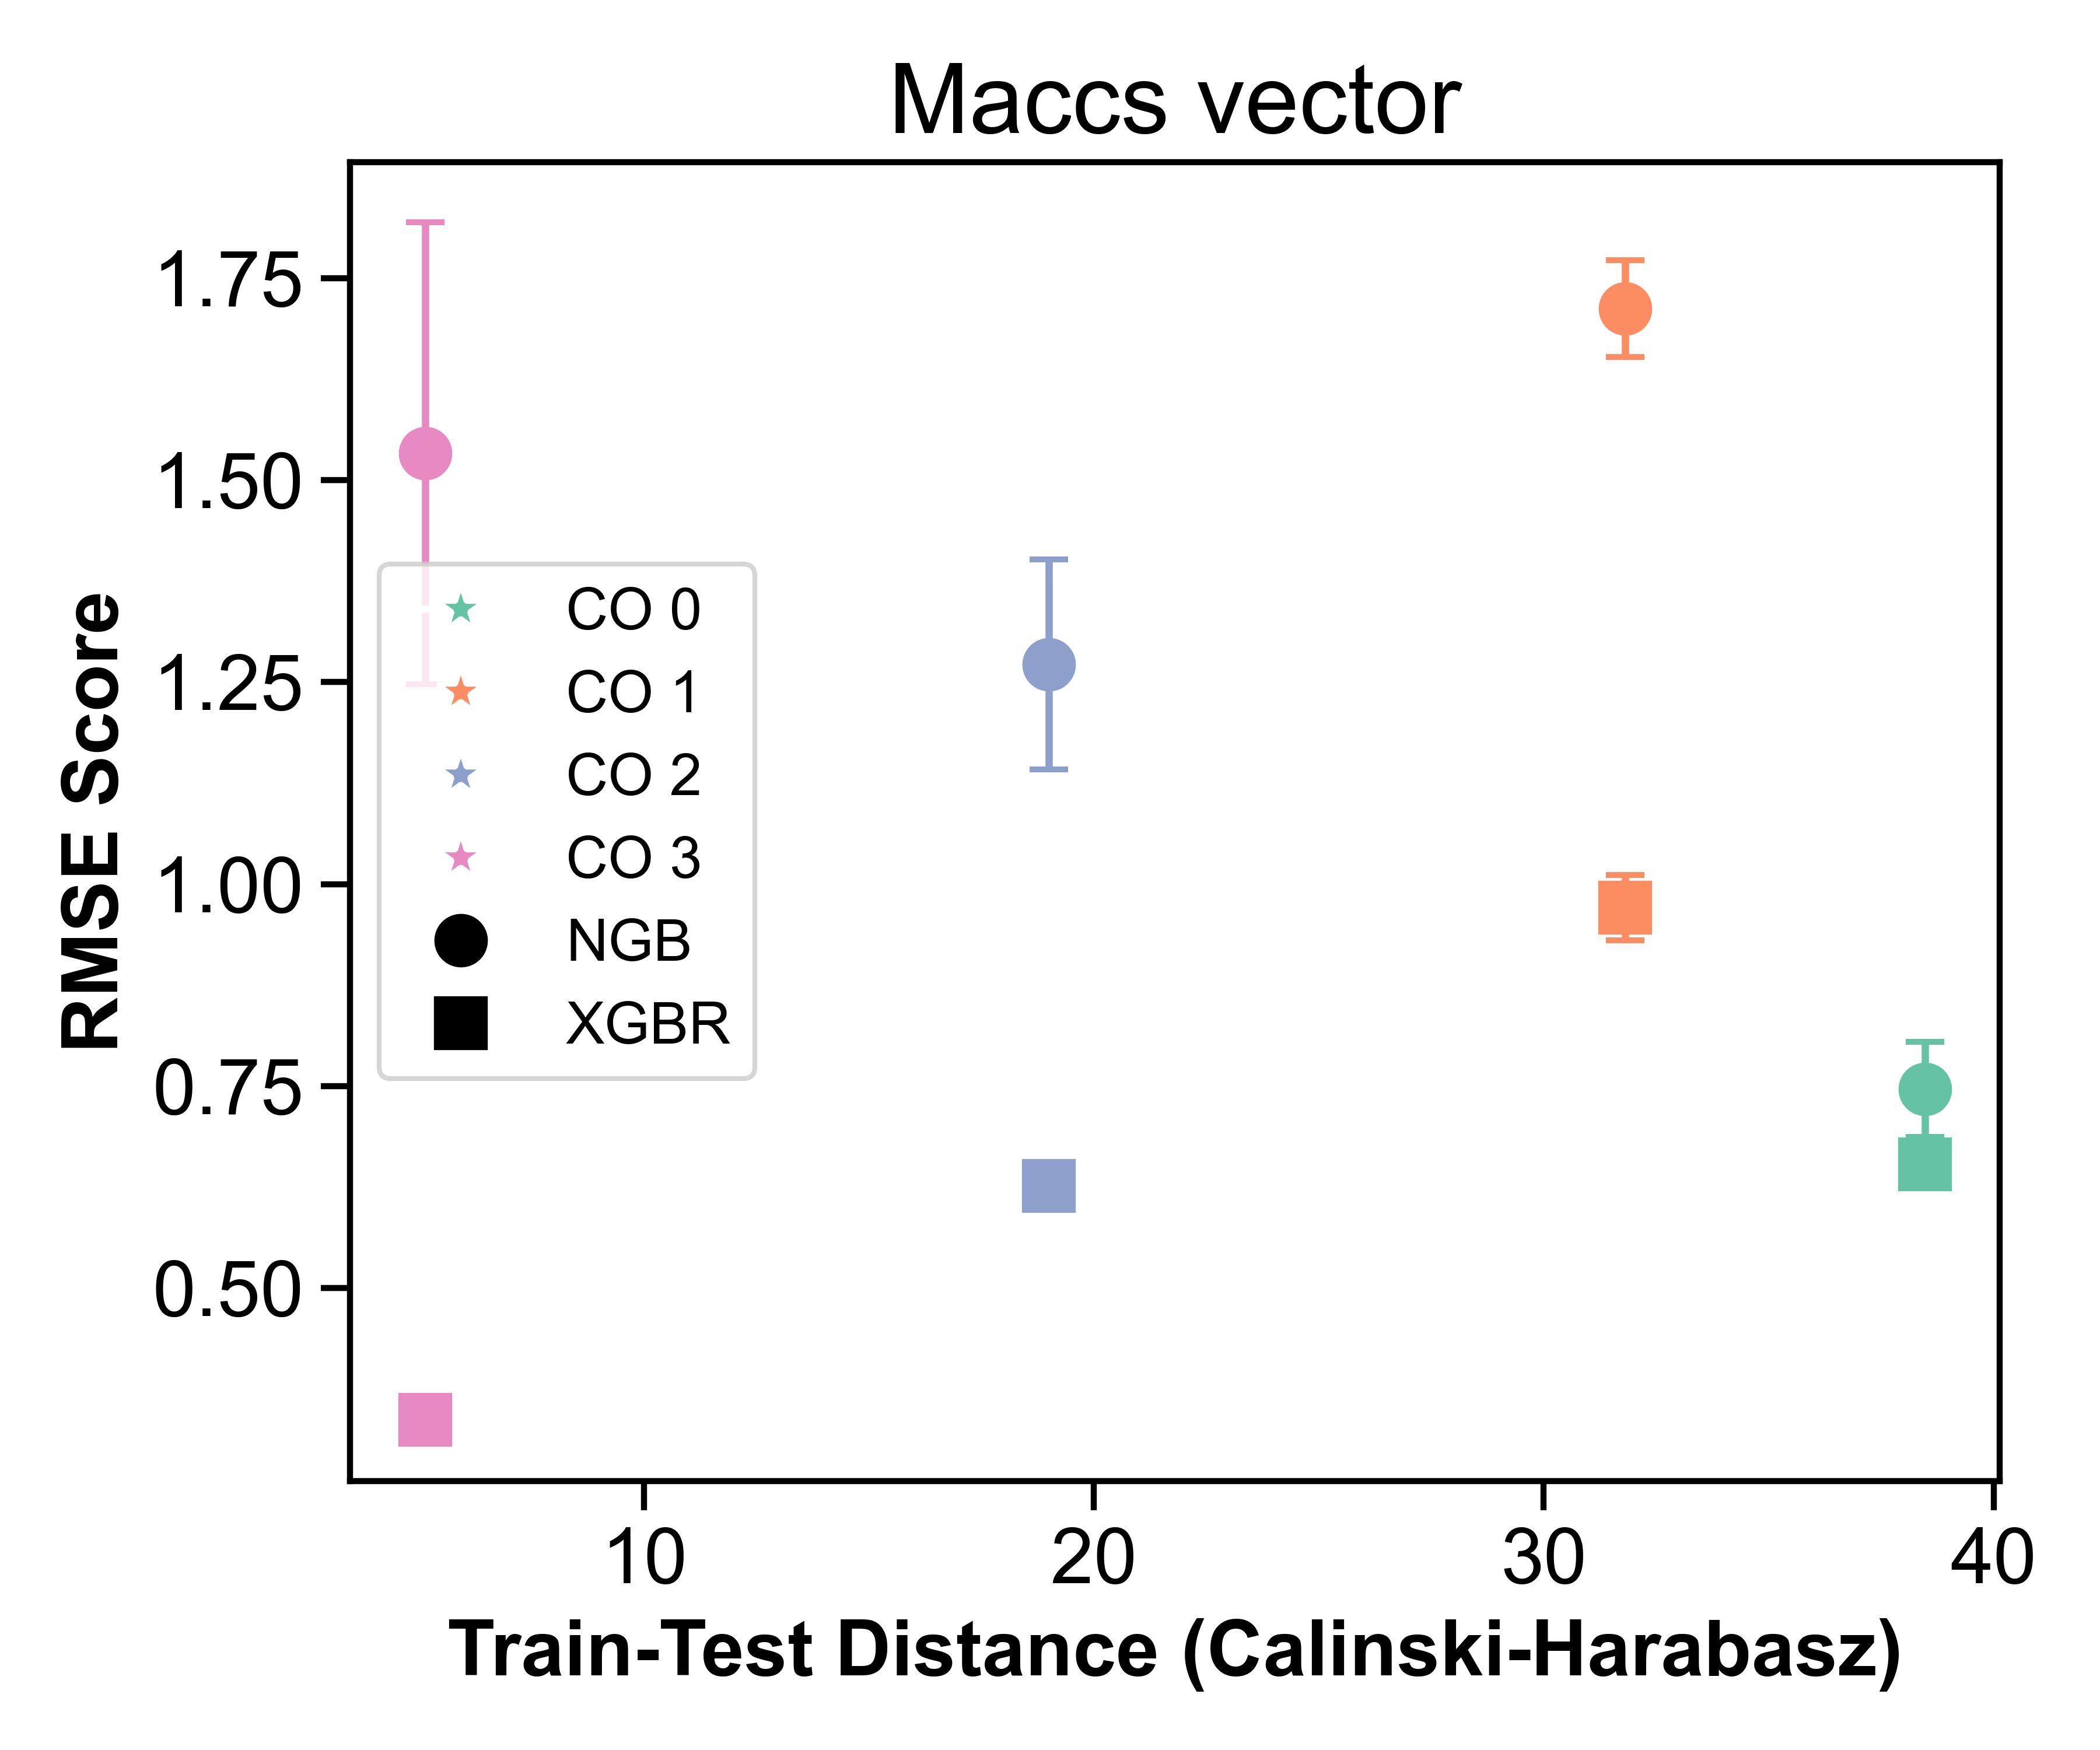 Maccs vector
RMSE Score
1.75
1.50
1.25
1.00
0.75
0.50
CO 0
CO 1
CO 2
CO 3
NGB
XGBR
10 20 30 40
Train-Test Distance (Calinski-Harabasz)